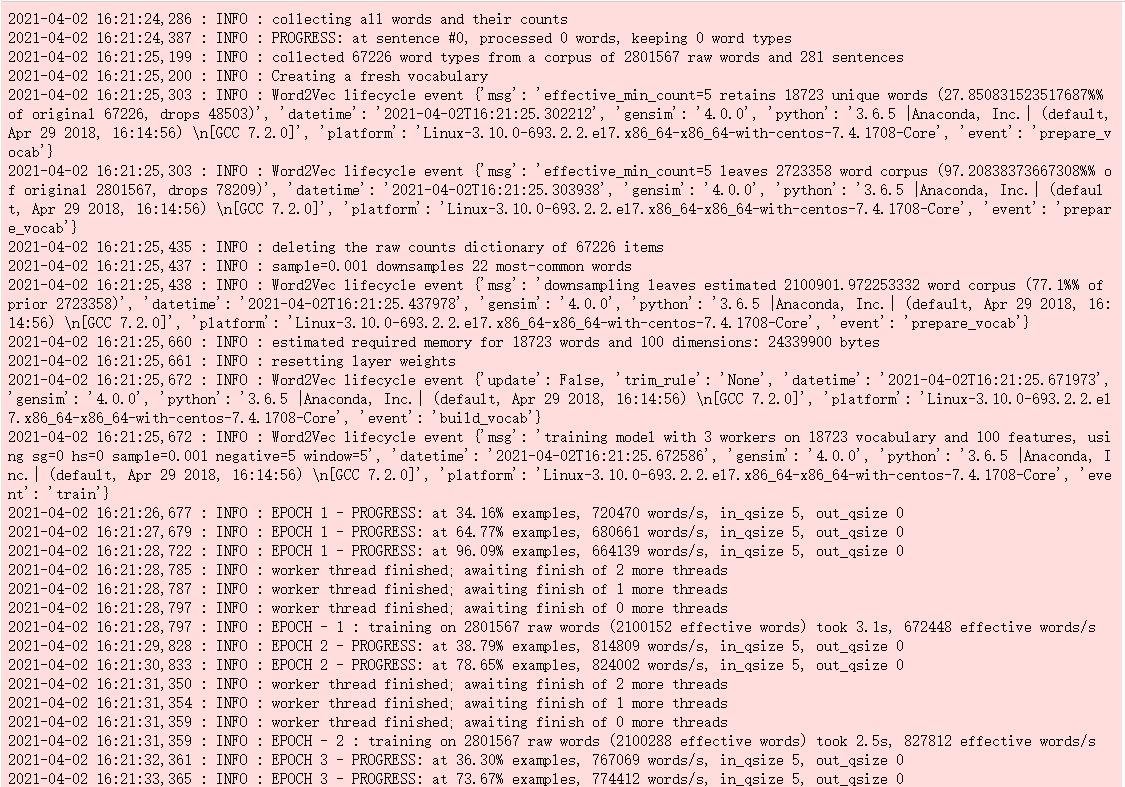 2021-04-02 16:21:24,286 : INFO : collecting all words and their counts
2021-04-02 16:21:24,387 : INFO : PROGRESS: at sentence #0, processed 0 words, keeping 0 word types
2021-04-02 16:21:25,199 : INFO : collected 67226 word types from a corpus of 2801567 raw words and 281 sentences
2021-04-02 16:21:25,200 : INFO : Creating a fresh vocabulary
2021-04-02 16:21:25,303 : INFO : Word2Vec lifecycle event {'msg': 'effective_min_count=5 retains 18723 unique words (27.850831523517687%%
of original 67226, drops 48503)', 'datetime': '2021-04-02T16:21:25.302212', 'gensim': '4.0.0', 'python': '3.6.5 |Anaconda, Inc.| (default,
Apr 29 2018, 16:14:56) \n[GCC 7.2.0]', 'platform': 'Linux-3.10.0-693.2.2.el7.x86_64-x86_64-with-centos-7.4.1708-Core', 'event': 'prepare_v
ocab'}
2021-04-02 16:21:25,303 : INFO : Word2Vec lifecycle event {'msg': 'effective_min_count=5 leaves 2723358 word corpus (97.20838373667308%% o
f original 2801567, drops 78209)', 'datetime': '2021-04-02T16:21:25.303938', 'gensim': '4.0.0', 'python': '3.6.5 |Anaconda, Inc.| (defaul
t, Apr 29 2018, 16:14:56) \n[GCC 7.2.0]', 'platform': 'Linux-3.10.0-693.2.2.el7.x86_64-x86_64-with-centos-7.4.1708-Core', 'event': 'prepar
e_vocab'}
2021-04-02 16:21:25,435 : INFO : deleting the raw counts dictionary of 67226 items
2021-04-02 16:21:25,437 : INFO : sample=0.001 downsamples 22 most-common words
2021-04-02 16:21:25,438 : INFO : Word2Vec lifecycle event {'msg': 'downsampling leaves estimated 2100901.972253332 word corpus (77.1%% of
prior 2723358)', 'datetime': '2021-04-02T16:21:25.437978', 'gensim': '4.0.0', 'python': '3.6.5 |Anaconda, Inc.| (default, Apr 29 2018, 16:
14:56) \n[GCC 7.2.0]', 'platform': 'Linux-3.10.0-693.2.2.el7.x86_64-x86_64-with-centos-7.4.1708-Core', 'event': 'prepare_vocab'}
2021-04-02 16:21:25,660 : INFO : estimated required memory for 18723 words and 100 dimensions: 24339900 bytes
2021-04-02 16:21:25,661 : INFO : resetting layer weights
2021-04-02 16:21:25,672 : INFO : Word2Vec lifecycle event {'update': False, 'trim_rule': 'None', 'datetime': '2021-04-02T16:21:25.671973',
'gensim': '4.0.0', 'python': '3.6.5 |Anaconda, Inc.| (default, Apr 29 2018, 16:14:56) \n[GCC 7.2.0]', 'platform': 'Linux-3.10.0-693.2.2.el
7.x86_64-x86_64-with-centos-7.4.1708-Core', 'event': 'build_vocab'}
2021-04-02 16:21:25,672 : INFO : Word2Vec lifecycle event {'msg': 'training model with 3 workers on 18723 vocabulary and 100 features, usi
ng sg=0 hs=0 sample=0.001 negative=5 window=5', 'datetime': '2021-04-02T16:21:25.672586', 'gensim': '4.0.0', 'python': '3.6.5 |Anaconda, I
nc.| (default, Apr 29 2018, 16:14:56) \n[GCC 7.2.0]', 'platform': 'Linux-3.10.0-693.2.2.el7.x86_64-x86_64-with-centos-7.4.1708-Core', 'eve
nt': 'train'}
2021-04-02 16:21:26,677 : INFO : EPOCH 1 - PROGRESS: at 34.16% examples, 720470 words/s, in_qsize 5, out_qsize 0
2021-04-02 16:21:27,679 : INFO : EPOCH 1 - PROGRESS: at 64.77% examples, 680661 words/s, in_qsize 5, out_qsize 0
2021-04-02 16:21:28,722 : INFO : EPOCH 1 - PROGRESS: at 96.09% examples, 664139 words/s, in_qsize 5, out_qsize 0
2021-04-02 16:21:28,785 : INFO : worker thread finished; awaiting finish of 2 more threads
2021-04-02 16:21:28,787 : INFO : worker thread finished; awaiting finish of 1 more threads
2021-04-02 16:21:28,797 : INFO : worker thread finished; awaiting finish of 0 more threads
2021-04-02 16:21:28,797 : INFO : EPOCH - 1 : training on 2801567 raw words (2100152 effective words) took 3.1s, 672448 effective words/s
2021-04-02 16:21:29,828 : INFO : EPOCH 2 - PROGRESS: at 38.79% examples, 814809 words/s, in_qsize 5, out_qsize 0
2021-04-02 16:21:30,833 : INFO : EPOCH 2 - PROGRESS: at 78.65% examples, 824002 words/s, in_qsize 5, out_qsize 0
2021-04-02 16:21:31,350 : INFO : worker thread finished; awaiting finish of 2 more threads
2021-04-02 16:21:31,354 : INFO : worker thread finished; awaiting finish of 1 more threads
2021-04-02 16:21:31,359 : INFO : worker thread finished; awaiting finish of 0 more threads
2021-04-02 16:21:31,359 : INFO : EPOCH - 2 : training on 2801567 raw words (2100288 effective words) took 2.5s, 827812 effective words/s
2021-04-02 16:21:32,361 : INFO : EPOCH 3 - PROGRESS: at 36.30% examples, 767069 words/s, in_qsize 5, out_qsize 0
2021-04-02 16:21:33,365 : INFO : EPOCH 3 - PROGRESS: at 73.67% examples, 774412 words/s, in_qsize 5, out_qsize 0